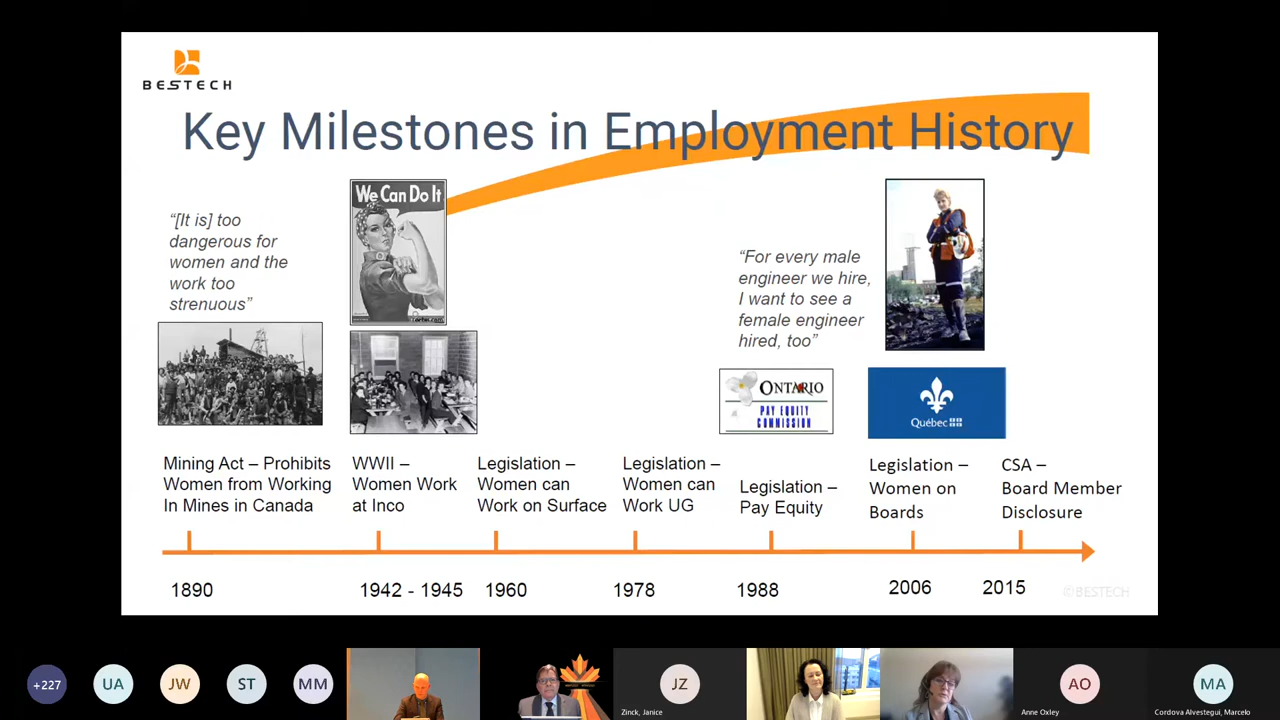 BESTECH
Key Milestones in Employment History
“[It is] too
dangerous for
women and the
work too
strenuous”
We Can Do It
“For every male
engineer we hire,
I want to see a
female engineer
hired, too”
ONTARIO
PAY EQUITY
COMMISSION
Québec
Mining Act – Prohibits
Women from Working
In Mines in Canada
WWII –
Women Work
at Inco
Legislation –
Women can
Work on Surface
Legislation –
Women can
Work UG
Legislation –
Pay Equity
Legislation –
Women on
Boards
CSA –
Board Member
Disclosure
1890
1942 - 1945
1960
1978
1988
2006
2015
©BESTECH
+227
UA
JW
ST
MM
JZ
Zinck, Janice
AO
Anne Oxley
MA
Cordova Alvestegui, Marcelo